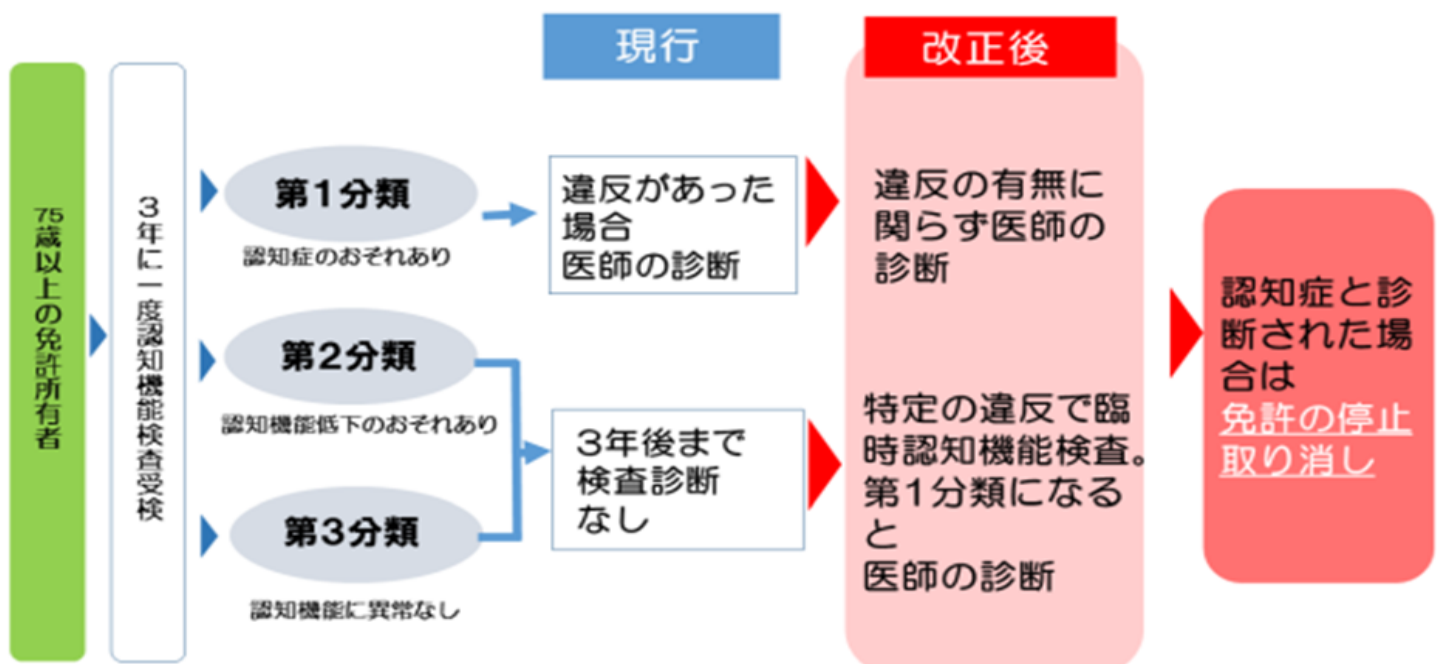 現行
改正後
75歳以上の免許所有者
3年に一度認知機能検査受検
第1分類
認知症のおそれあり
第2分類
認知機能低下のおそれあり
第3分類
認知機能に異常なし
違反があった
場合
医師の診断
3年後まで
検査診断
なし
違反の有無に
関らず医師の
診断
特定の違反で臨
時認知機能検査。
第1分類になる
と
医師の診断
認知症と診
断された場
合は
免許の停止
取り消し